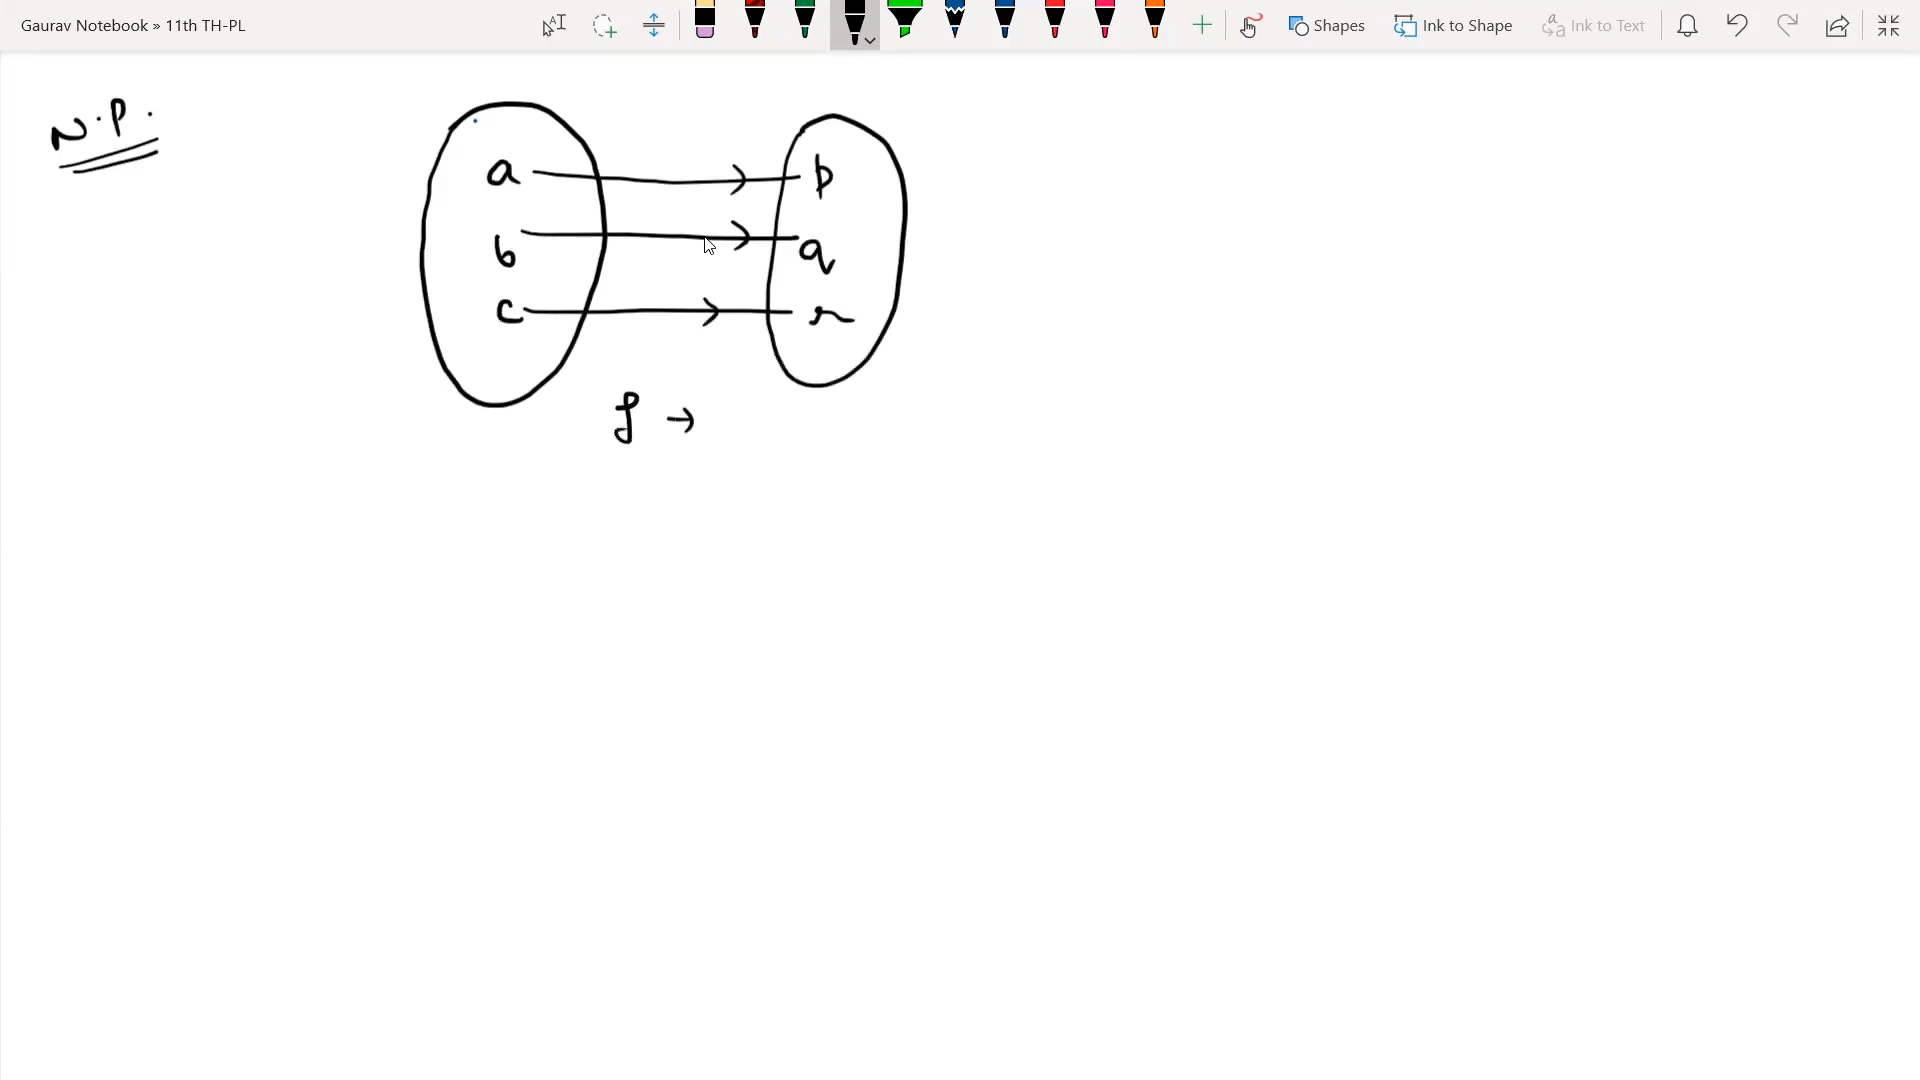 Gaurav Notebook » 11th TH-PL
Shapes
Ink to Shape
Ink to Text
N.P.
a p
b q
c r
f →